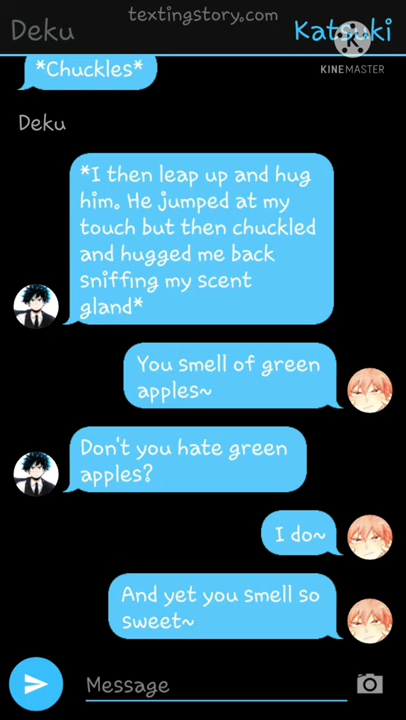 textingstory.com
Deku
Katsuki
KINEMASTER
*Chuckles*
Deku
*I then leap up and hug
him. He jumped at my
touch but then chuckled
and hugged me back
sniffing my scent
gland*
You smell of green
apples~
Don't you hate green
apples?
I do~
And yet you smell so
sweet~
Message